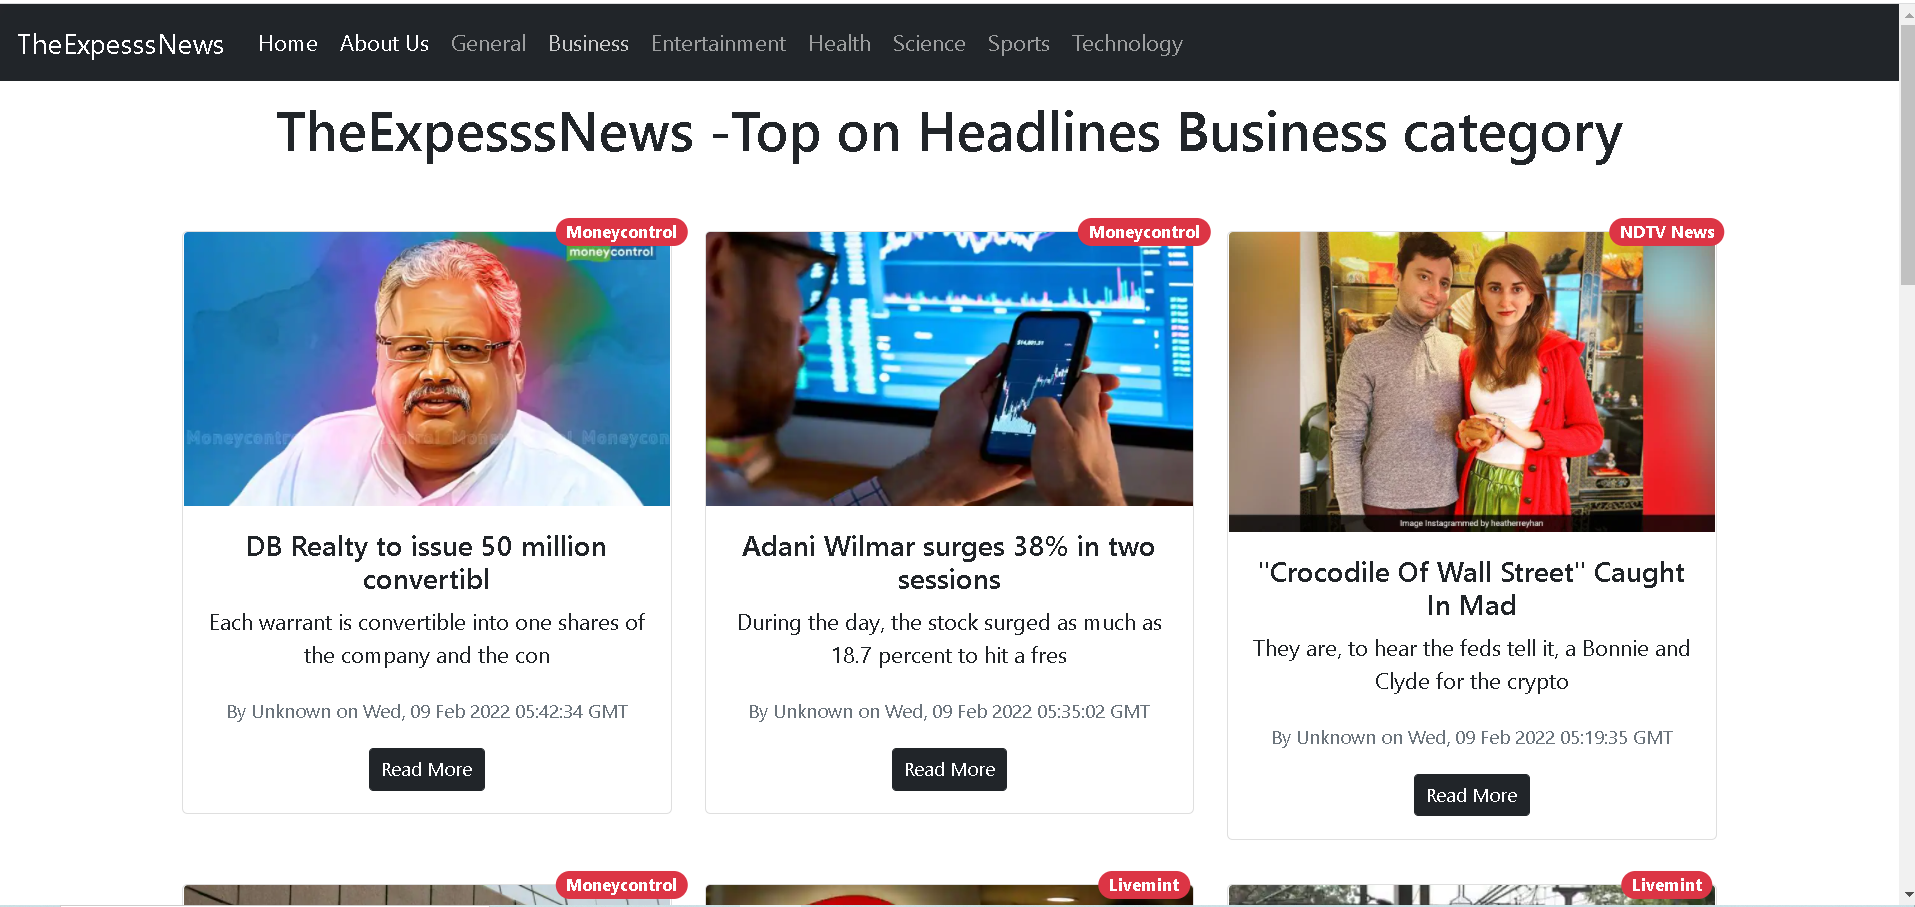 TheExpesssNews Home About Us General Business Entertainment Health Science Sports Technology
TheExpesssNews -Top on Headlines Business category
Moneycontrol
moneycontrol
Moneycontrol
DB Realty to issue 50 million
convertibl
Each warrant is convertible into one shares of
the company and the con
By Unknown on Wed, 09 Feb 2022 05:42:34 GMT
Read More
Moneycontrol
Adani Wilmar surges 38% in two
sessions
During the day, the stock surged as much as
18.7 percent to hit a fres
By Unknown on Wed, 09 Feb 2022 05:35:02 GMT
Read More
NDTV News
Image Instagrammed by heatherreyhan
"Crocodile Of Wall Street" Caught
In Mad
They are, to hear the feds tell it, a Bonnie and
Clyde for the crypto
By Unknown on Wed, 09 Feb 2022 05:19:35 GMT
Read More
Moneycontrol
Livemint
Livemint